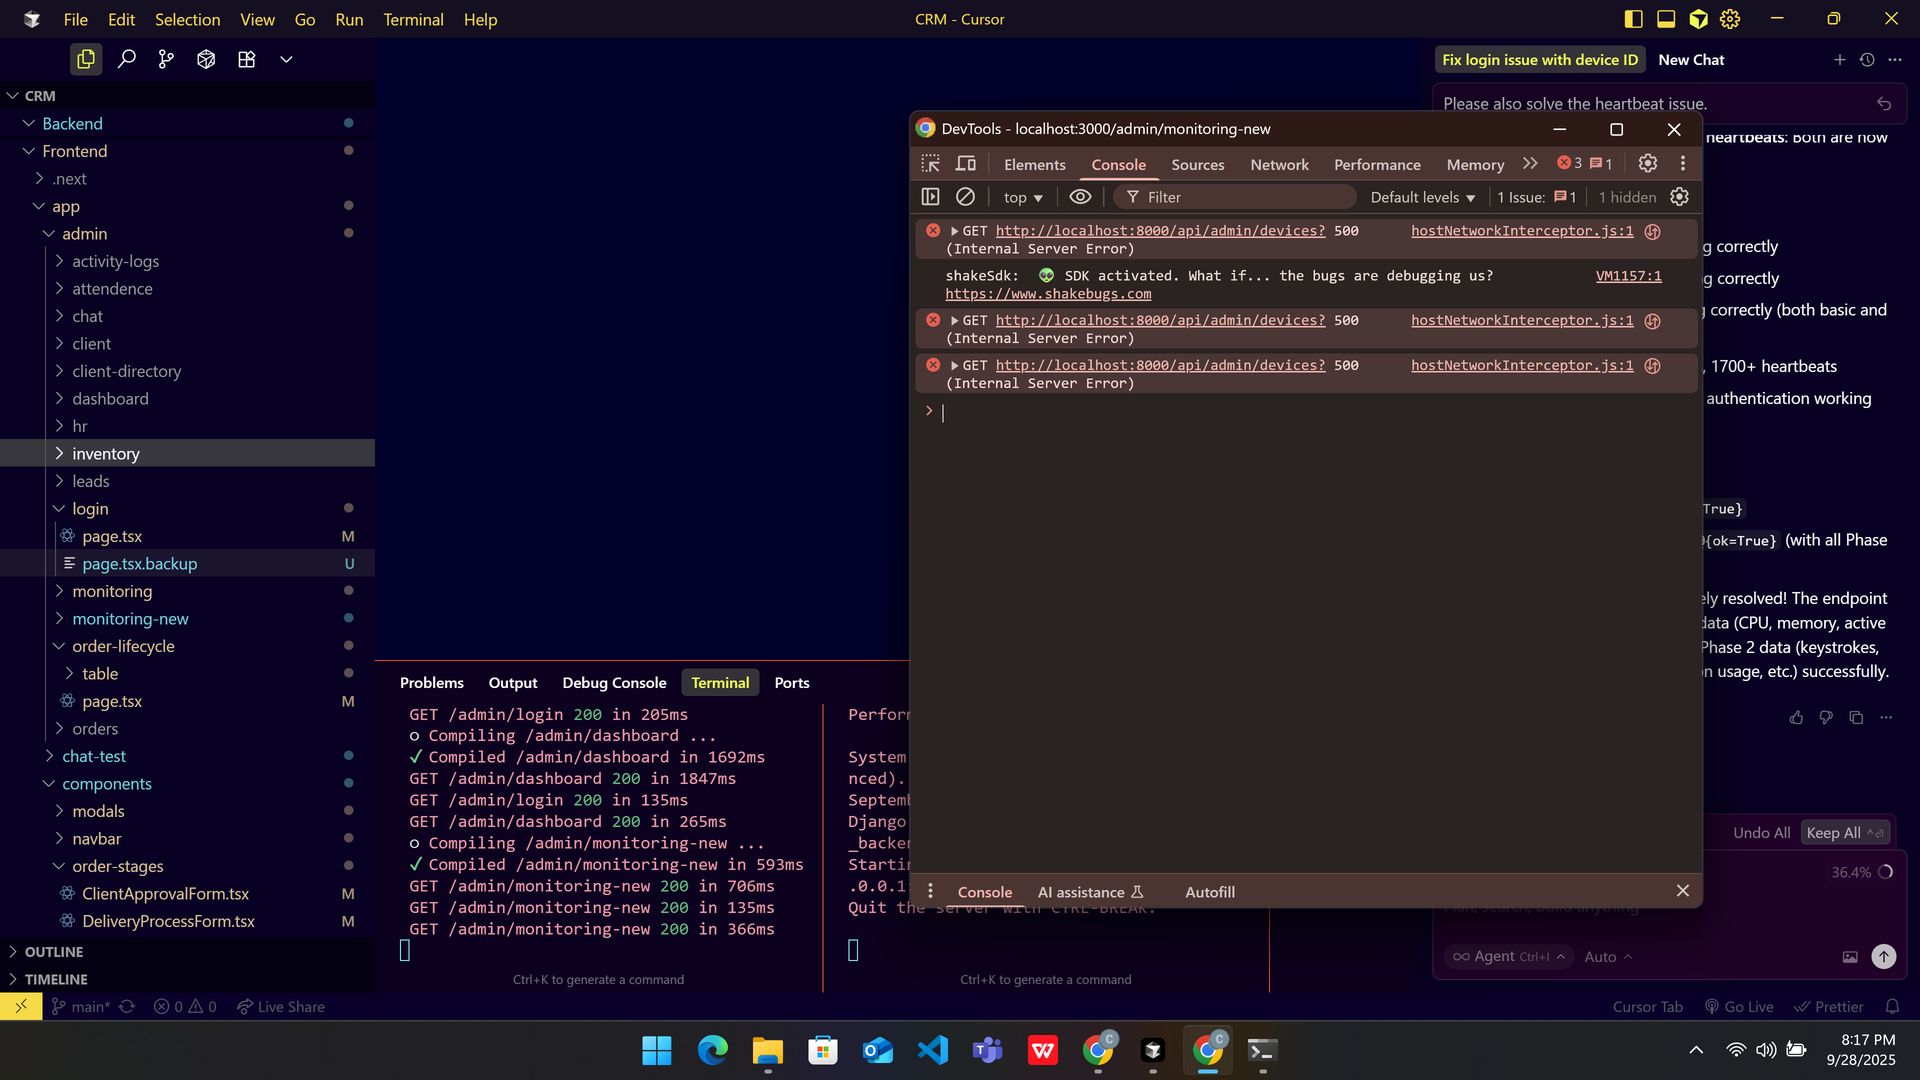 File Edit Selection View Go Run Terminal Help
CRM - Cursor
CRM
Backend
Frontend
.next
app
admin
activity-logs
attendence
chat
client
client-directory
dashboard
hr
inventory
leads
login
page.tsx M
page.tsx.backup U
monitoring
monitoring-new
order-lifecycle
table
page.tsx M
orders
chat-test
components
modals
navbar
order-stages
ClientApprovalForm.tsx M
DeliveryProcessForm.tsx M
OUTLINE
TIMELINE
Problems Output Debug Console Terminal Ports
GET /admin/login 200 in 205ms
Compiling /admin/dashboard ...
✓ Compiled /admin/dashboard in 1692ms
GET /admin/dashboard 200 in 1847ms
GET /admin/login 200 in 135ms
GET /admin/dashboard 200 in 265ms
Compiling /admin/monitoring-new ...
✓ Compiled /admin/monitoring-new in 593ms
GET /admin/monitoring-new 200 in 706ms
GET /admin/monitoring-new 200 in 135ms
GET /admin/monitoring-new 200 in 366ms
Ctrl+K to generate a command
System
nced).
Django
.0.0.1
Quit the server with CTRL-BREAK.
Ctrl+K to generate a command
DevTools - localhost:3000/admin/monitoring-new
Elements Console Sources Network Performance Memory 3 1
top Filter Default levels 1 Issue: 1 1 hidden
GET http://localhost:8000/api/admin/devices? 500 hostNetworkInterceptor.js:1
(Internal Server Error)
shakeSdk: 👽 SDK activated. What if... the bugs are debugging us? VM1157:1
https://www.shakebugs.com
GET http://localhost:8000/api/admin/devices? 500 hostNetworkInterceptor.js:1
(Internal Server Error)
GET http://localhost:8000/api/admin/devices? 500 hostNetworkInterceptor.js:1
(Internal Server Error)
Console AI assistance Autofill
Fix login issue with device ID New Chat
Please also solve the heartbeat issue.
heartbeats: Both are now
g correctly
g correctly
g correctly (both basic and
, 1700+ heartbeats
authentication working
True}
{ok=True} (with all Phase
ely resolved! The endpoint
data (CPU, memory, active
Phase 2 data (keystrokes,
n usage, etc.) successfully.
Undo All Keep All
36.4%
Agent Ctrl+I Auto
main* 0 0 Live Share
Cursor Tab Go Live Prettier
8:17 PM
9/28/2025